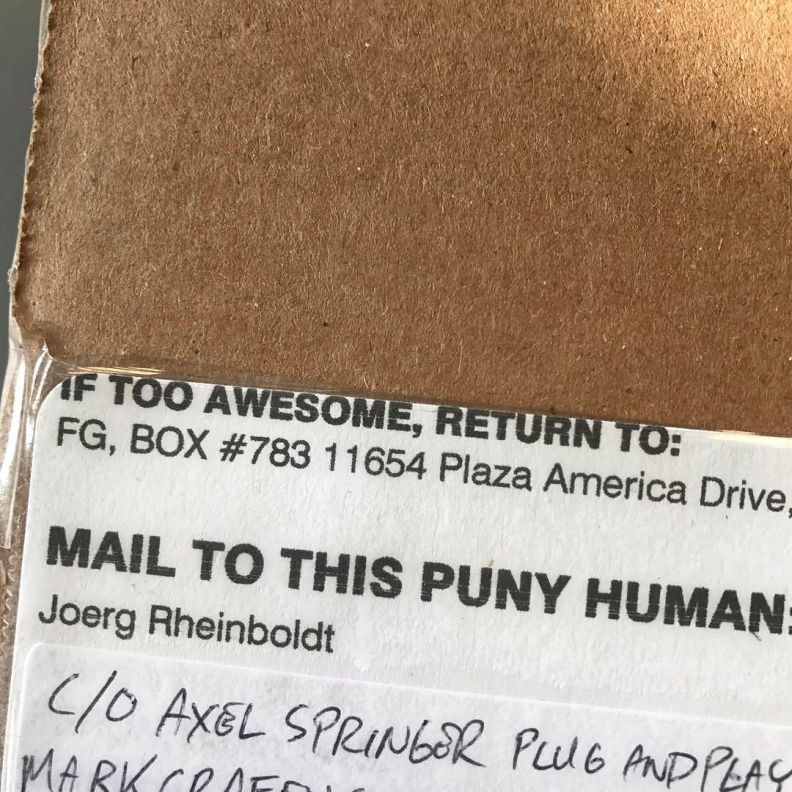 IF TOO AWESOME, RETURN TO:
FG, BOX #783 11654 Plaza America Drive,
MAIL TO THIS PUNY HUMAN:
Joerg Rheinboldt
C/O AXEL SPRINGER PLUG AND PLAY